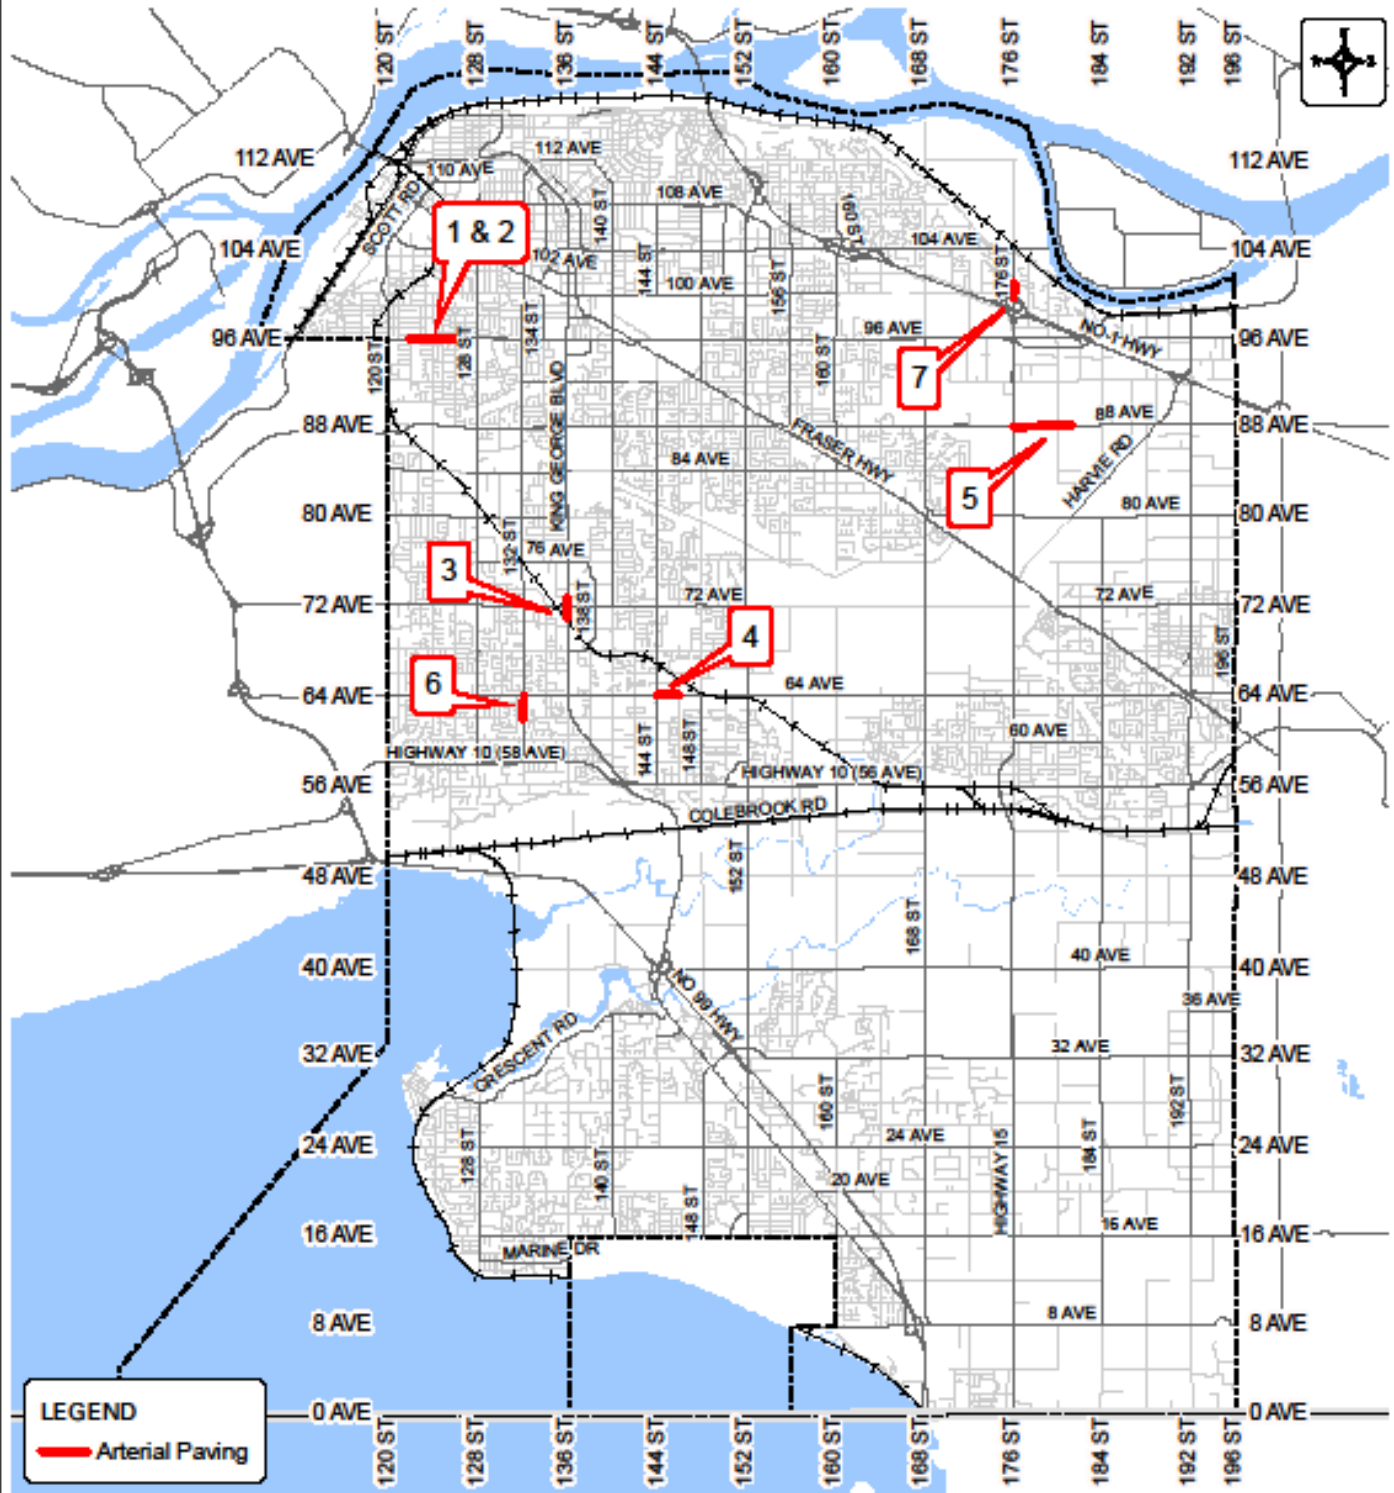 120 ST
128 ST
136 ST
144 ST
152 ST
160 ST
168 ST
176 ST
184 ST
192 ST
196 ST
112 AVE
112 AVE
112 AVE
110 AVE
SCOTT RD
1 & 2
140 ST
108 AVE
160 ST
104 AVE
102 AVE
144 ST
100 AVE
156 ST
104 AVE
176 ST
104 AVE
96 AVE
120 ST
128 ST
134 ST
96 AVE
160 ST
7
NO 1 HWY
96 AVE
88 AVE
KING GEORGE BLVD
84 AVE
FRASER HWY
88 AVE
88 AVE
5
HARVIE RD
80 AVE
132 ST
76 AVE
80 AVE
80 AVE
3
72 AVE
138 ST
72 AVE
4
72 AVE
72 AVE
196 ST
6
64 AVE
64 AVE
64 AVE
144 ST
148 ST
60 AVE
HIGHWAY 10 (58 AVE)
HIGHWAY 10 (56 AVE)
56 AVE
56 AVE
COLEBROOK RD
48 AVE
152 ST
168 ST
48 AVE
40 AVE
NO 99 HWY
40 AVE
40 AVE
36 AVE
32 AVE
CRESCENT RD
32 AVE
32 AVE
160 ST
192 ST
24 AVE
128 ST
140 ST
148 ST
24 AVE
HIGHWAY 15
184 ST
24 AVE
20 AVE
16 AVE
MARINE DR
16 AVE
16 AVE
8 AVE
8 AVE
8 AVE
LEGEND
Arterial Paving
0 AVE
0 AVE
120 ST
128 ST
136 ST
144 ST
152 ST
160 ST
168 ST
176 ST
184 ST
192 ST
196 ST